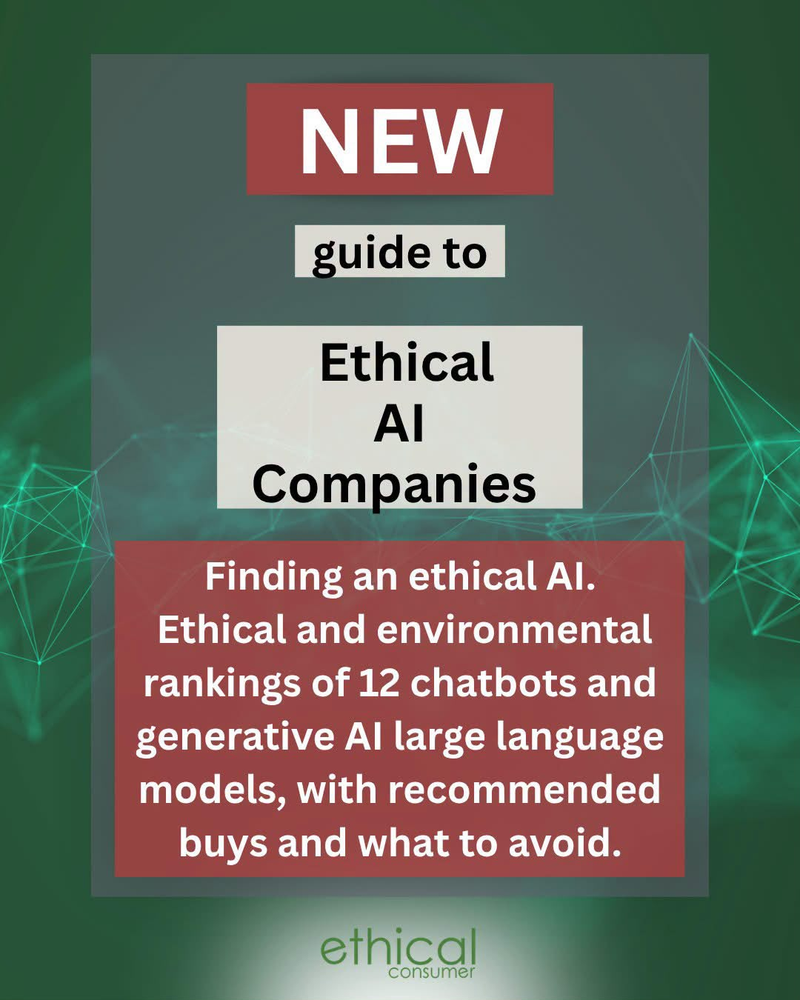 NEW
guide to
Ethical
AI
Companies
Finding an ethical AI.
Ethical and environmental
rankings of 12 chatbots and
generative AI large language
models, with recommended
buys and what to avoid.
ethical
consumer